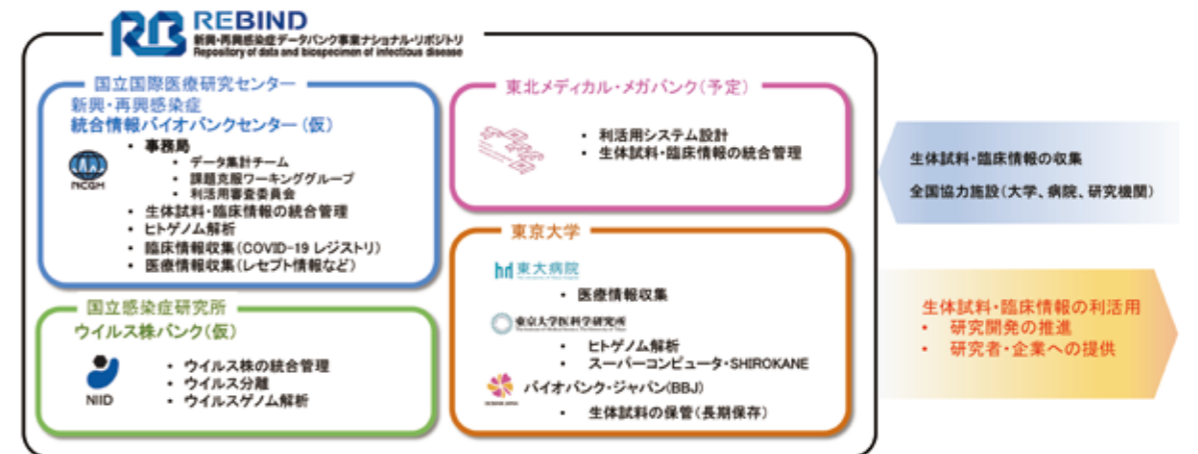 REBIND
新興・再興感染症データバンク事業ナショナル・リポジトリ
Repository of data and biospecimen of infectious disease
国立国際医療研究センター
新興・再興感染症
統合情報バイオバンクセンター(仮)
NCGM
・ 事務局
・ データ集計チーム
・ 課題克服ワーキンググループ
・ 利活用審査委員会
・ 生体試料・臨床情報の統合管理
・ ヒトゲノム解析
・ 臨床情報収集(COVID-19 レジストリ)
・ 医療情報収集(レセプト情報など)
国立感染症研究所
ウイルス株バンク(仮)
NIID
・ ウイルス株の統合管理
・ ウイルス分離
・ ウイルスゲノム解析
東北メディカル・メガバンク(予定)
・ 利活用システム設計
・ 生体試料・臨床情報の統合管理
東京大学
東大病院
・ 医療情報収集
東京大学医科学研究所
・ ヒトゲノム解析
・ スーパーコンピュータ・SHIROKANE
バイオバンク・ジャパン(BBJ)
・ 生体試料の保管(長期保存)
生体試料・臨床情報の収集
全国協力施設(大学、病院、研究機関)
生体試料・臨床情報の利活用
・ 研究開発の推進
・ 研究者・企業への提供